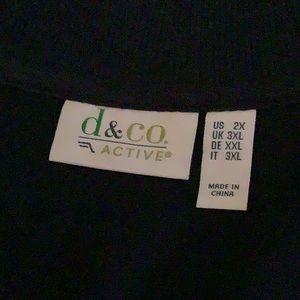 d&co.
ACTIVE®
US 2X
UK 3XL
DE XXL
IT 3XL
MADE IN
CHINA